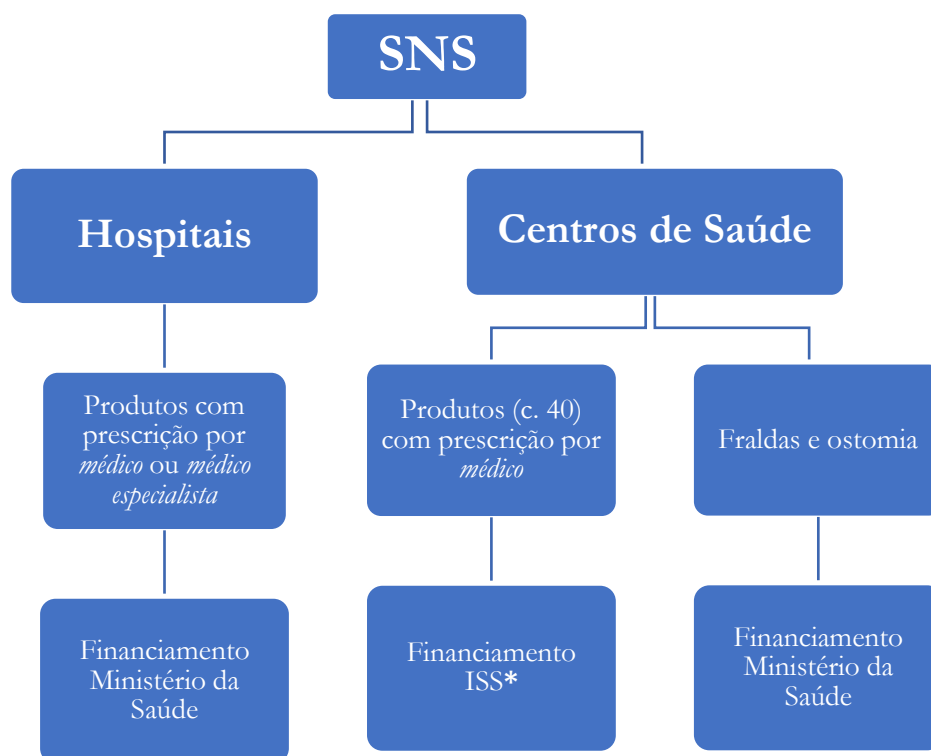 SNS
Hospitais
Centros de Saúde
Produtos com
prescrição por
médico ou médico
especialista
Produtos (c. 40)
com prescrição por
médico
Fraldas e ostomia
Financiamento
Ministério da
Saúde
Financiamento
ISS*
Financiamento
Ministério da
Saúde